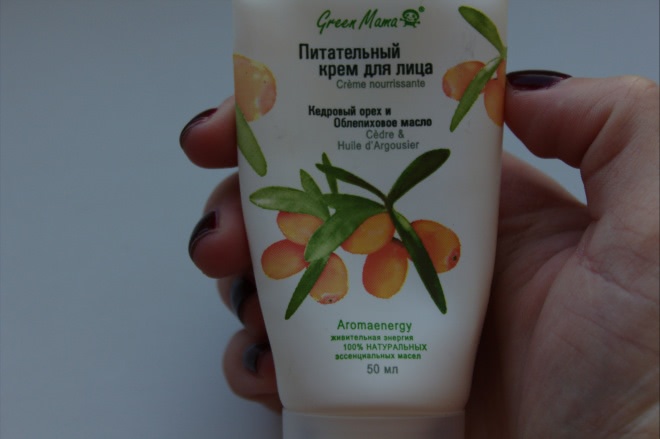 Green Mama
Питательный
крем для лица
Crème nourrissante
Кедровый орех и
Облепиховое масло
Cèdre &
Huile d'Argousier
Aromaenergy
живительная энергия
100% НАТУРАЛЬНЫХ
эссенциальных масел
50 мл